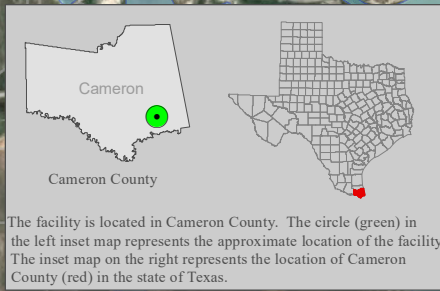 Cameron
Cameron County
The facility is located in Cameron County.  The circle (green) in
the left inset map represents the approximate location of the facility
The inset map on the right represents the location of Cameron
County (red) in the state of Texas.